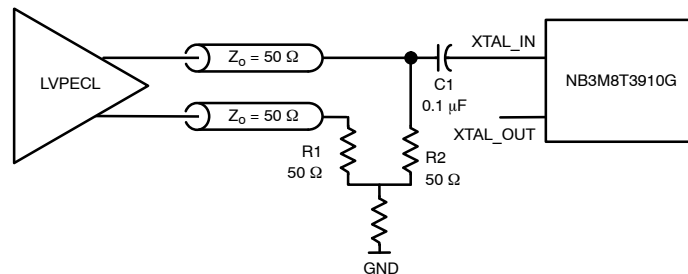 LVPECL
Zo = 50 Ω
Zo = 50 Ω
XTAL_IN
C1
0.1 μF
NB3M8T3910G
XTAL_OUT
R1
50 Ω
R2
50 Ω
GND